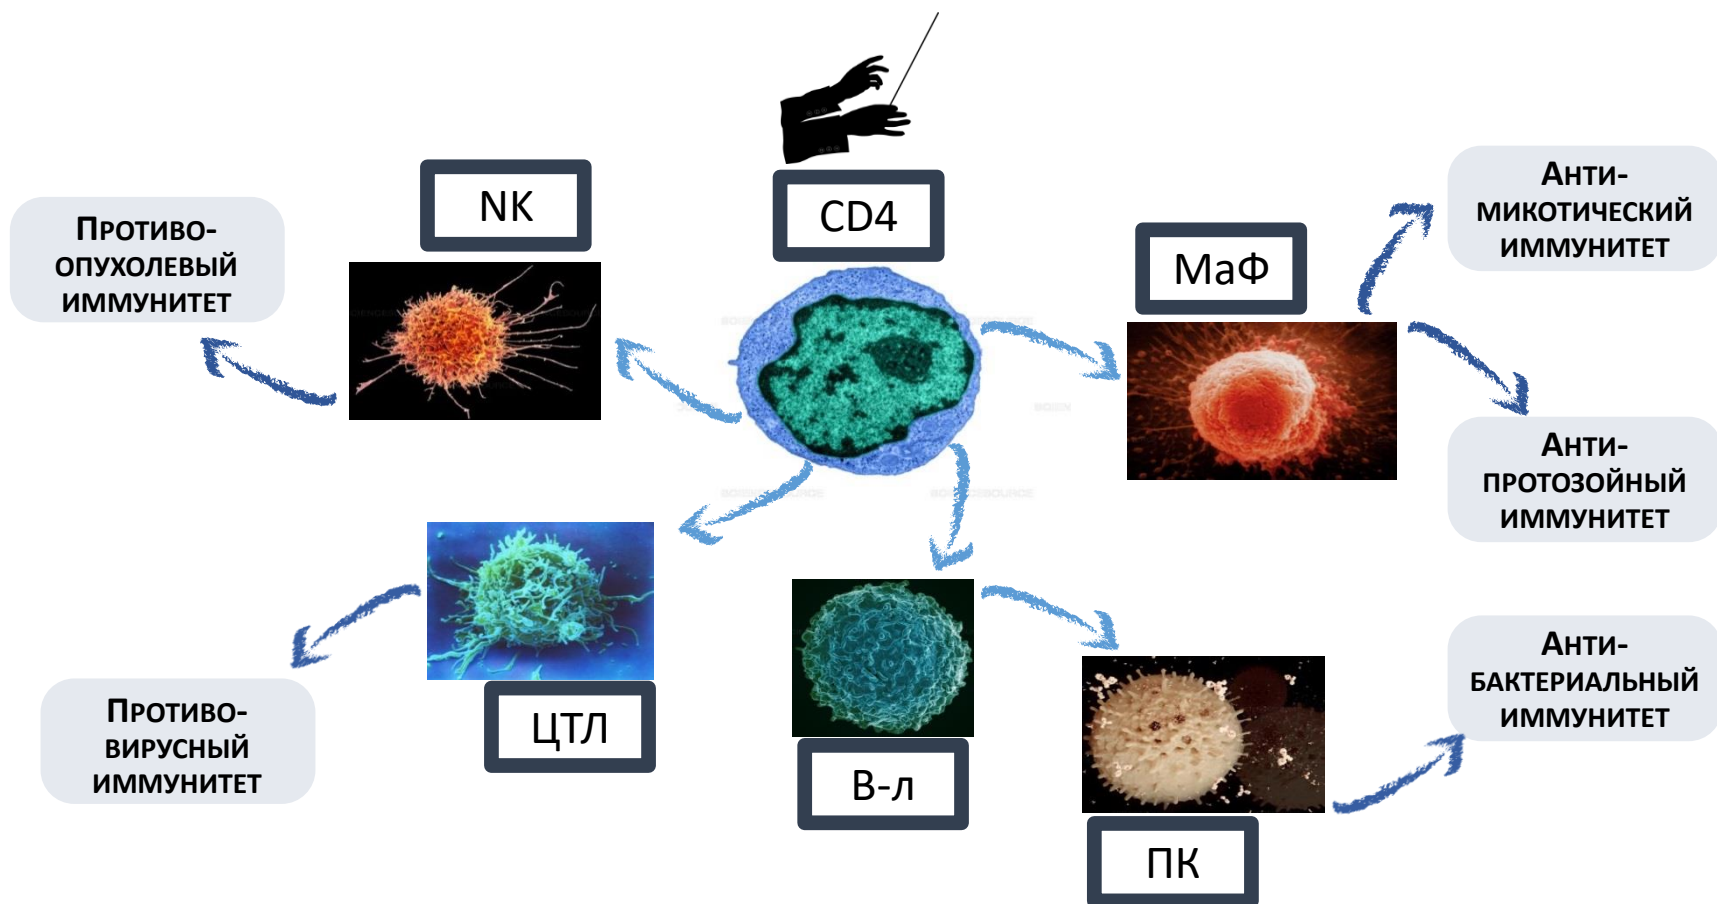 NK
CD4
МаФ
Противо-
опухолевый
иммунитет
Анти-
микотический
иммунитет
Анти-
протозойный
иммунитет
ЦТЛ
В-л
ПК
Противо-
вирусный
иммунитет
Анти-
бактериальный
иммунитет